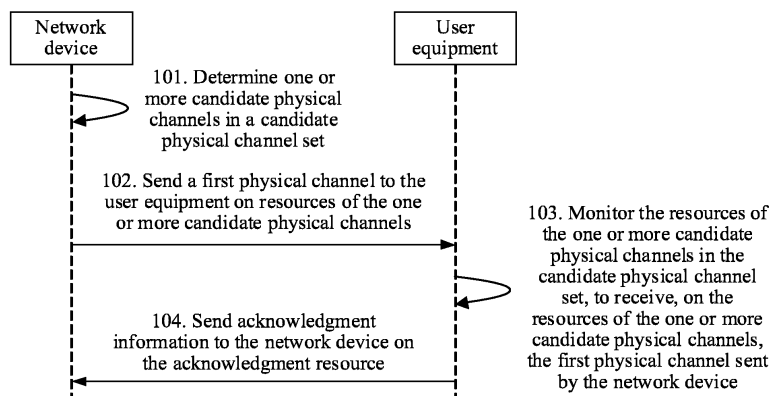 Network
device
User
equipment
101. Determine one or
more candidate physical
channels in a candidate
physical channel set
102. Send a first physical channel to the
user equipment on resources of the one
or more candidate physical channels
103. Monitor the resources of
the one or more candidate
physical channels in the
candidate physical channel
set, to receive, on the
resources of the one or more
candidate physical channels,
the first physical channel sent
by the network device
104. Send acknowledgment
information to the network device on
the acknowledgment resource